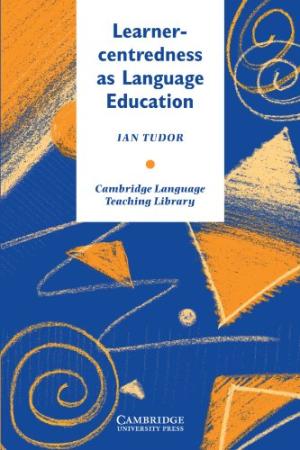 Learner-
centredness
as Language
Education
IAN TUDOR
Cambridge Language
Teaching Library
CAMBRIDGE
UNIVERSITY PRESS